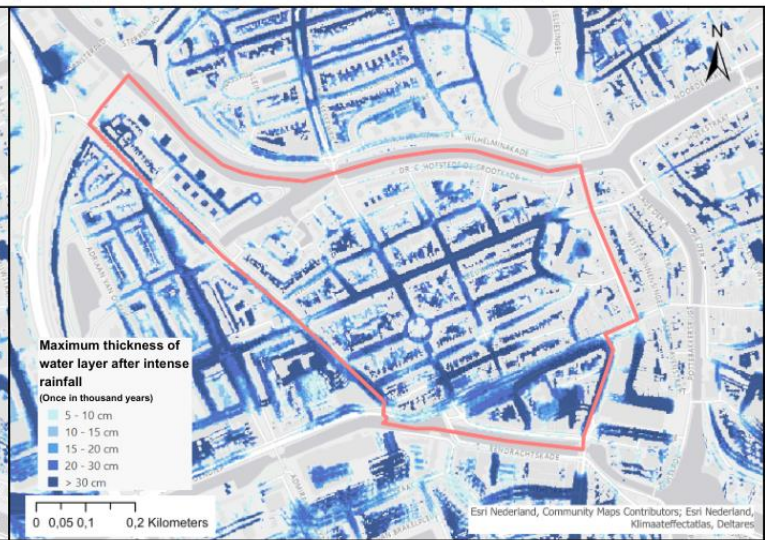 N
WILHELMINAKADE
DR. C. HOFSTEDE DE GROOTKADE
ADRIAAN VAN O
Maximum thickness of
water layer after intense
rainfall
(Once in thousand years)
5 - 10 cm
10 - 15 cm
15 - 20 cm
20 - 30 cm
> 30 cm
EENDRACHTSKADE
0 0,05 0,1 0,2 Kilometers
Esri Nederland, Community Maps Contributors; Esri Nederland,
Klimaateffectatlas, Deltares